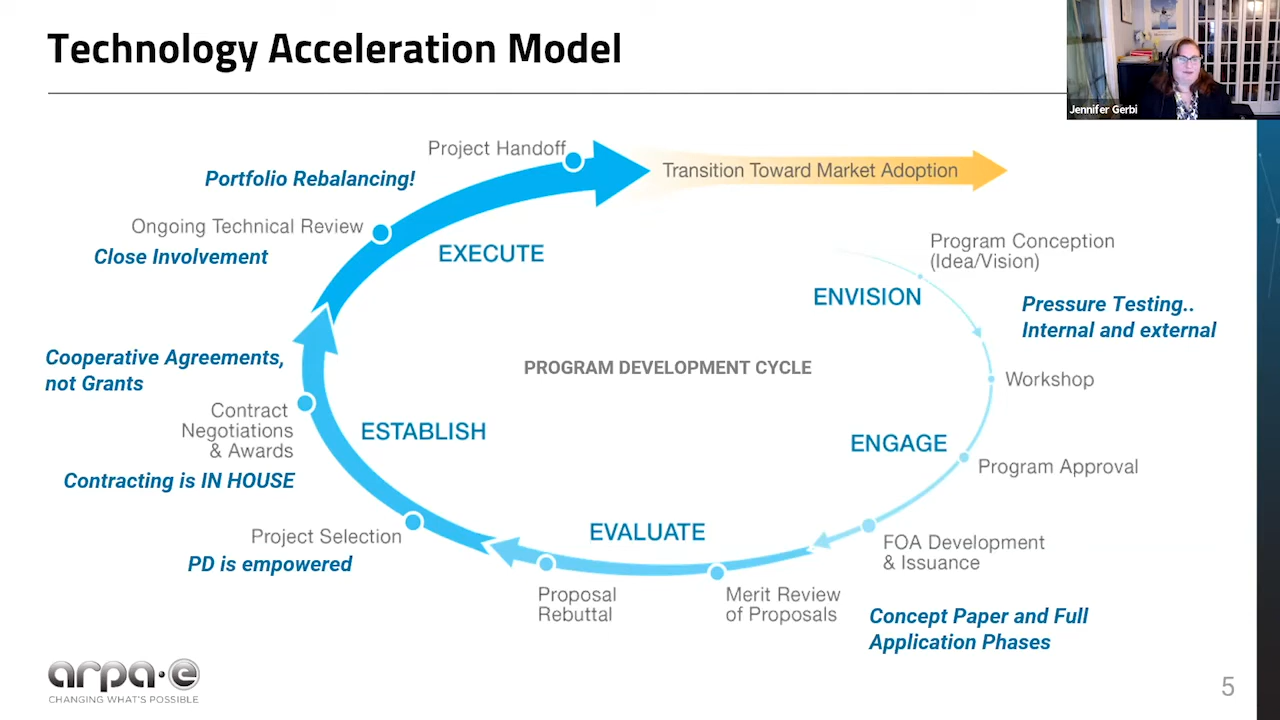 Technology Acceleration Model
Jennifer Gerbi
Project Handoff
Transition Toward Market Adoption
Portfolio Rebalancing!
Ongoing Technical Review
Close Involvement
EXECUTE
Program Conception
(Idea/Vision)
ENVISION
Pressure Testing..
Internal and external
Cooperative Agreements,
not Grants
PROGRAM DEVELOPMENT CYCLE
Workshop
Contract
Negotiations
& Awards
ESTABLISH
ENGAGE
Program Approval
Contracting is IN HOUSE
Project Selection
PD is empowered
EVALUATE
FOA Development
& Issuance
Proposal
Rebuttal
Merit Review
of Proposals
Concept Paper and Full
Application Phases
arpa·e
CHANGING WHAT'S POSSIBLE
5